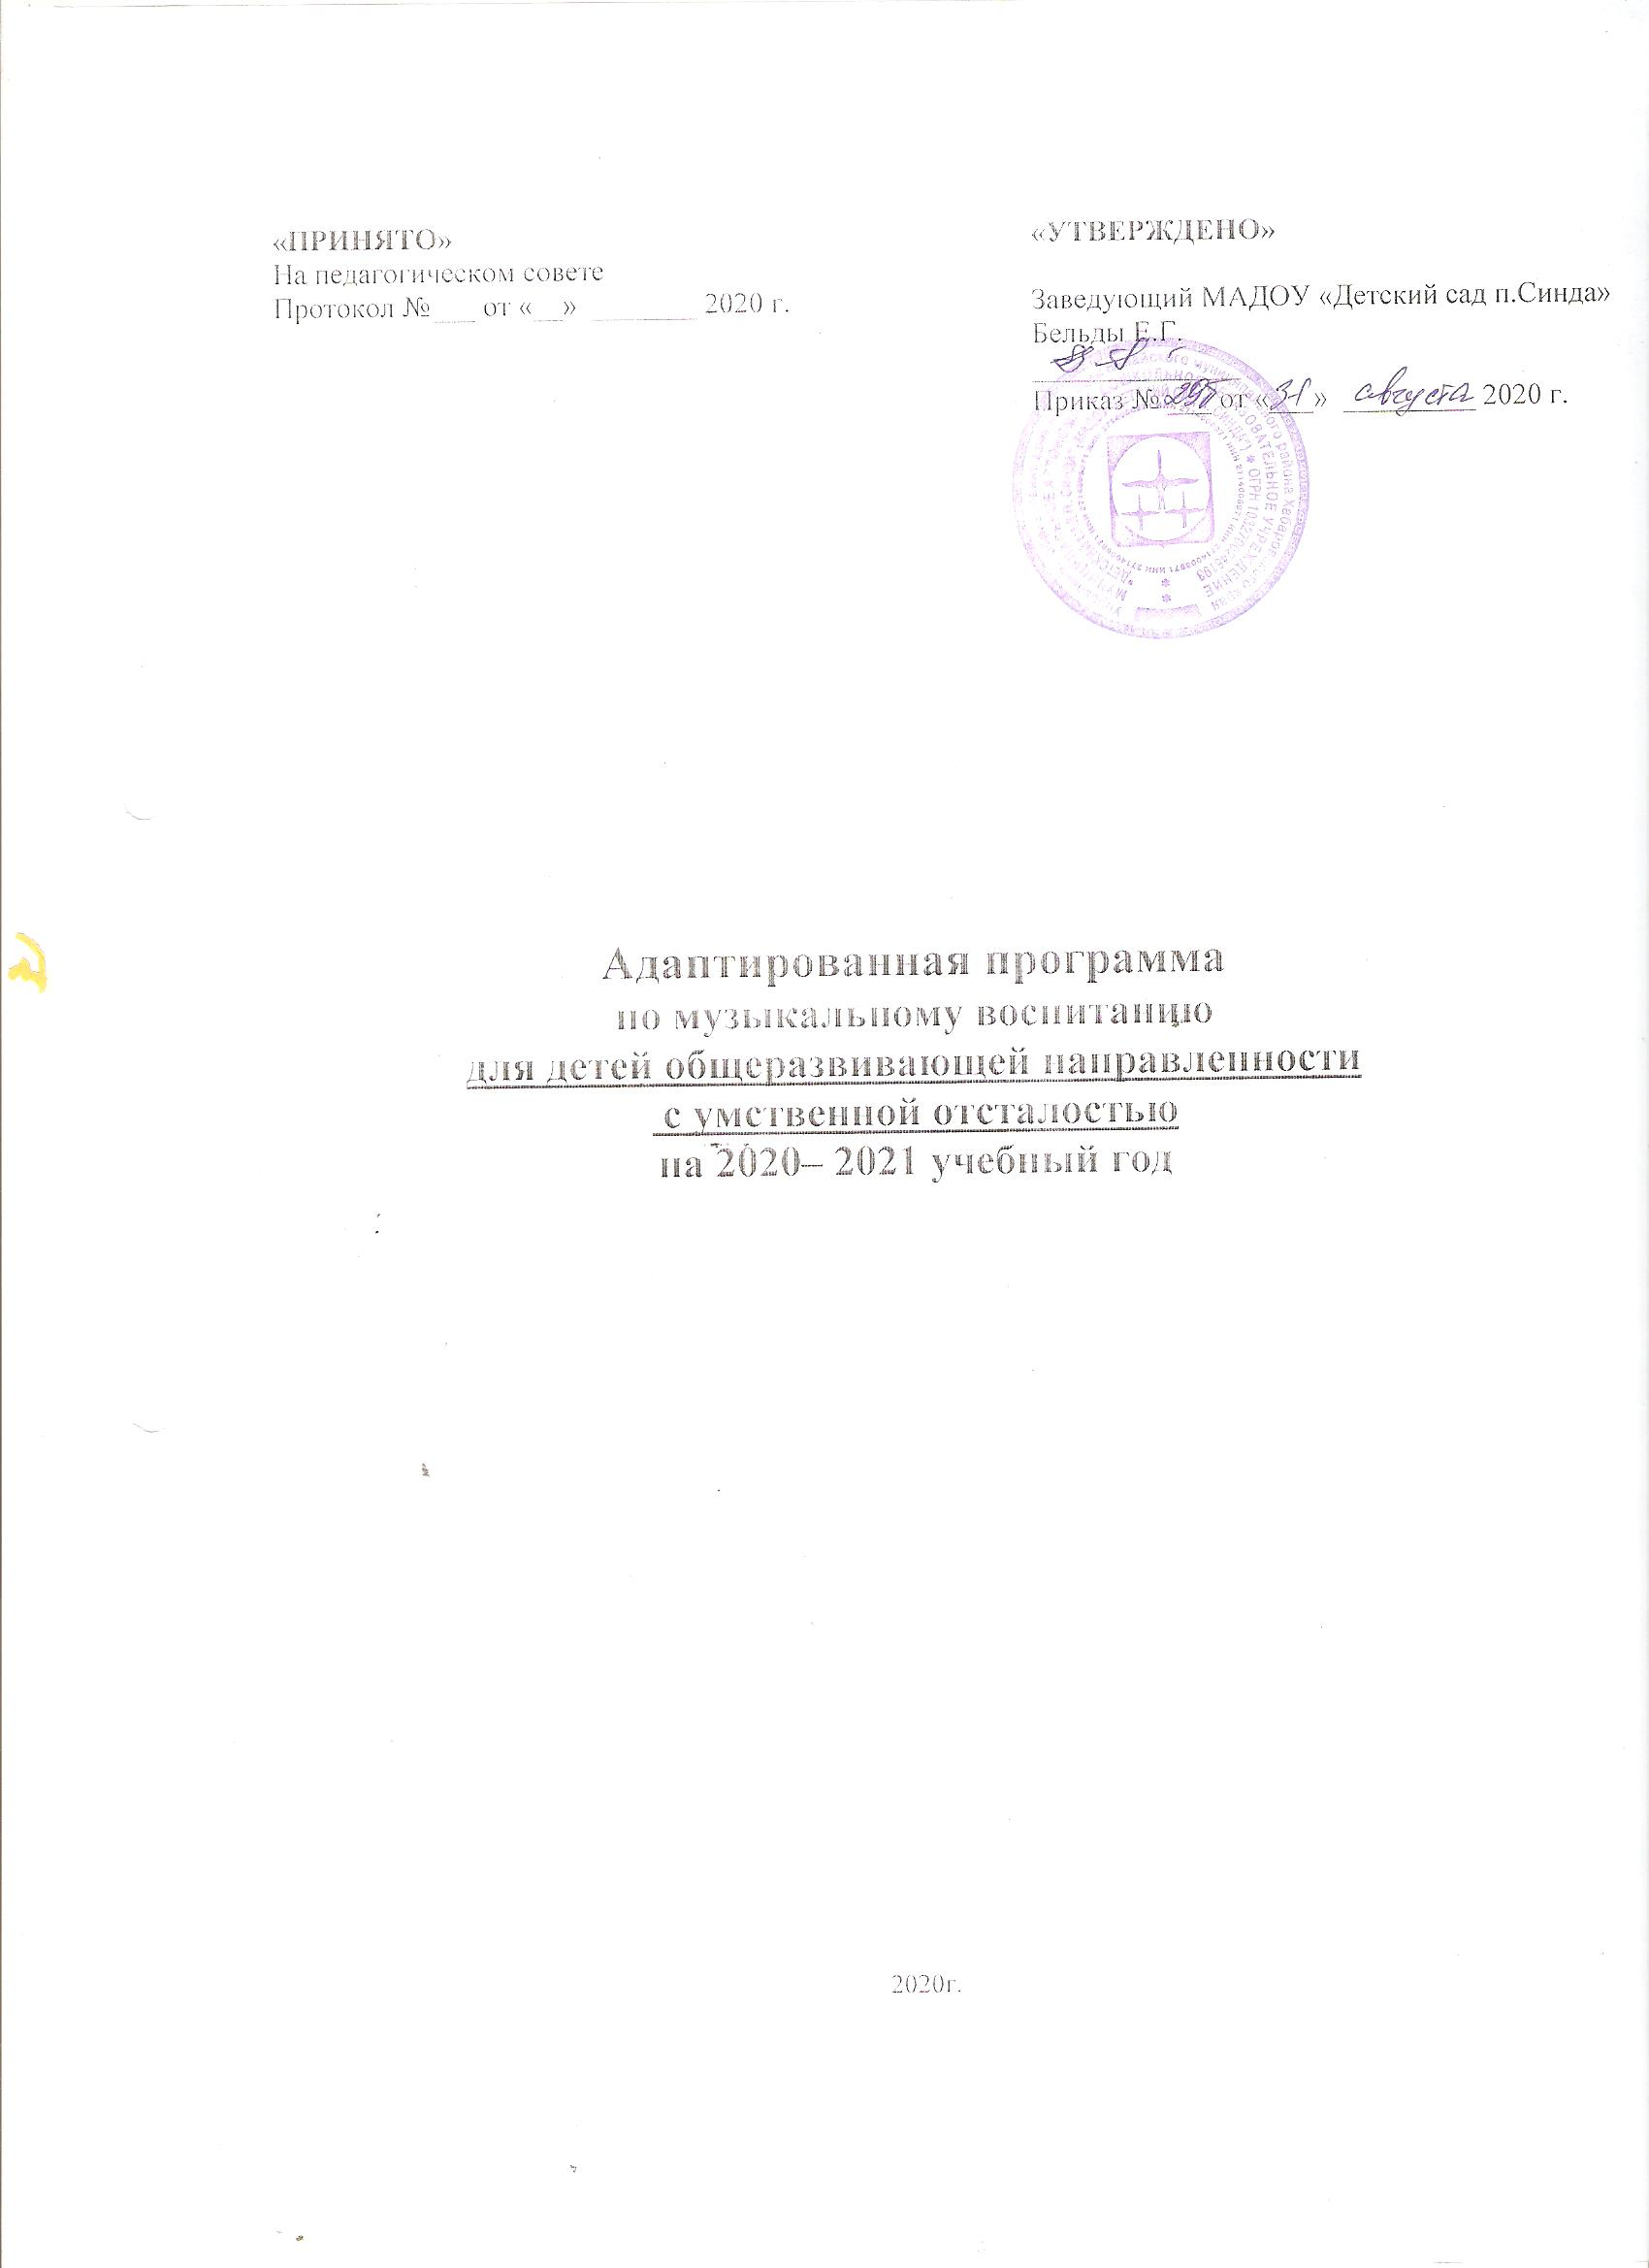 «ПРИНЯТО»
На педагогическом совете
Протокол №___ от «__» ________ 2020 г.
«УТВЕРЖДЕНО»
Заведующий МАДОУ «Детский сад п.Синда»
Бельды Е.Г.
Приказ № от «31» августа 2020 г.
Адаптированная программа
по музыкальному воспитанию
для детей общеразвивающей направленности
с умственной отсталостью
на 2020– 2021 учебный год
2020г.